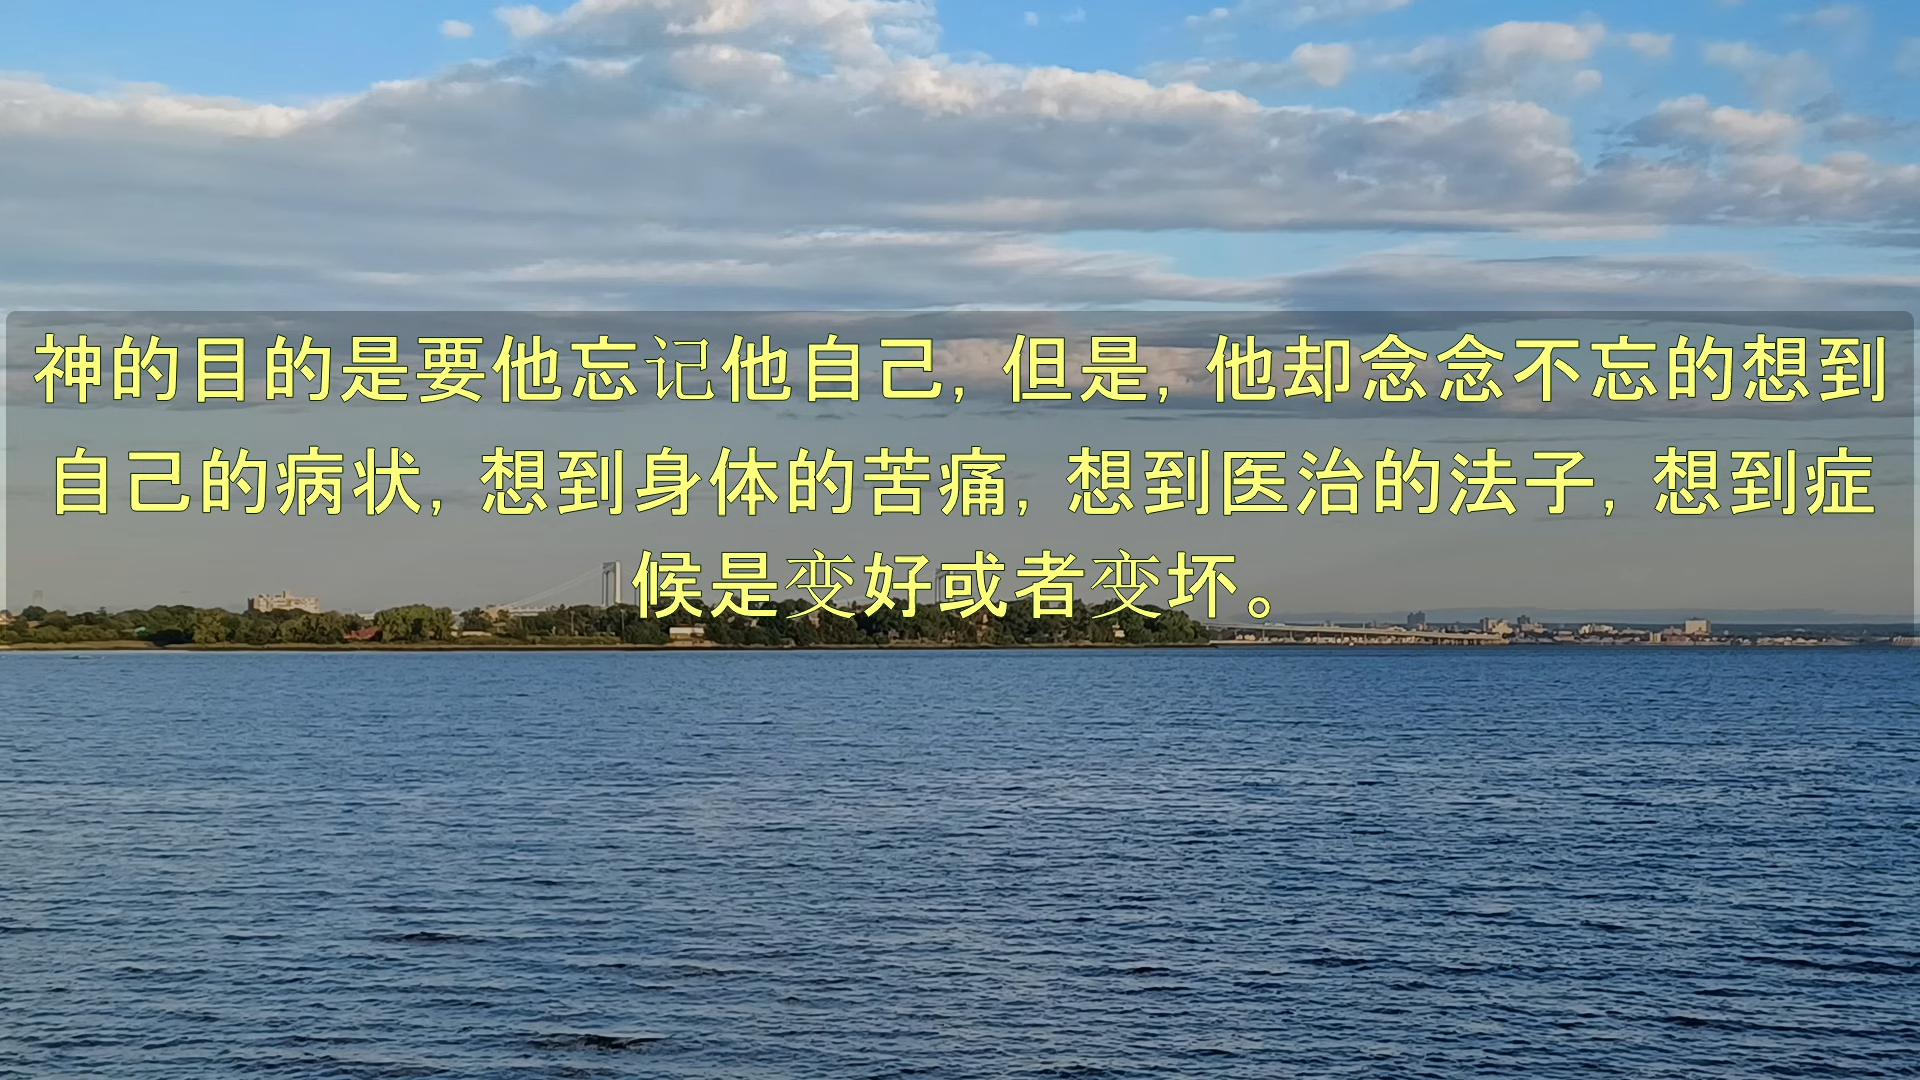 神的目的是要他忘记他自己, 但是, 他却念念不忘的想到
自己的病状, 想到身体的苦痛, 想到医治的法子, 想到症
候是变好或者变坏。